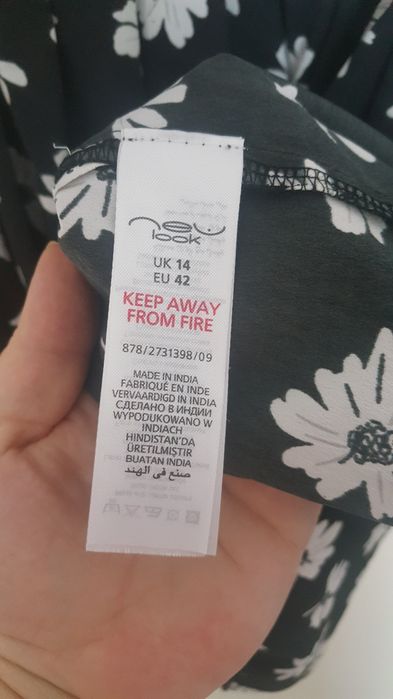 new
look
UK 14
EU 42
KEEP AWAY
FROM FIRE
878/2731398/09
MADE IN INDIA
FABRIQUÉ EN INDE
VERVAARDIGD IN INDIA
СДЕЛАНО В ИНДИИ
WYPODUKOWANO W
INDIACH
HINDISTAN'DA
ÜRETILMIŞTIR
BUATAN INDIA
صنع في الهند